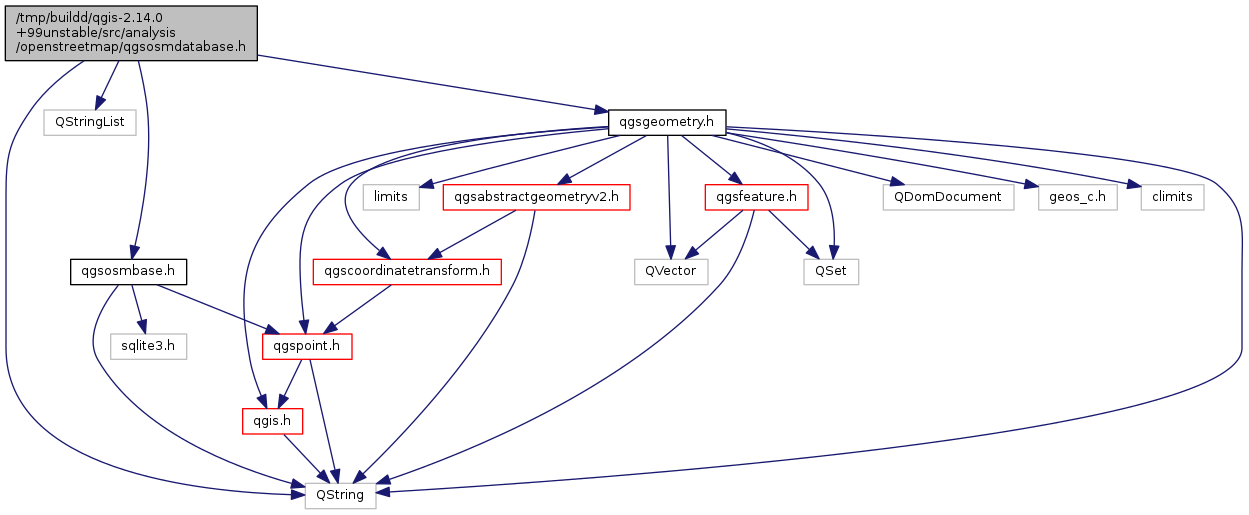 /tmp/buildd/qgis-2.14.0
+99unstable/src/analysis
/openstreetmap/qgsosmdatabase.h
QStringList
qgsgeometry.h
limits
qgsabstractgeometryv2.h
qgsfeature.h
QDomDocument
geos_c.h
climits
qgsosmbase.h
qgscoordinatetransform.h
QVector
QSet
sqlite3.h
qgspoint.h
qgis.h
QString